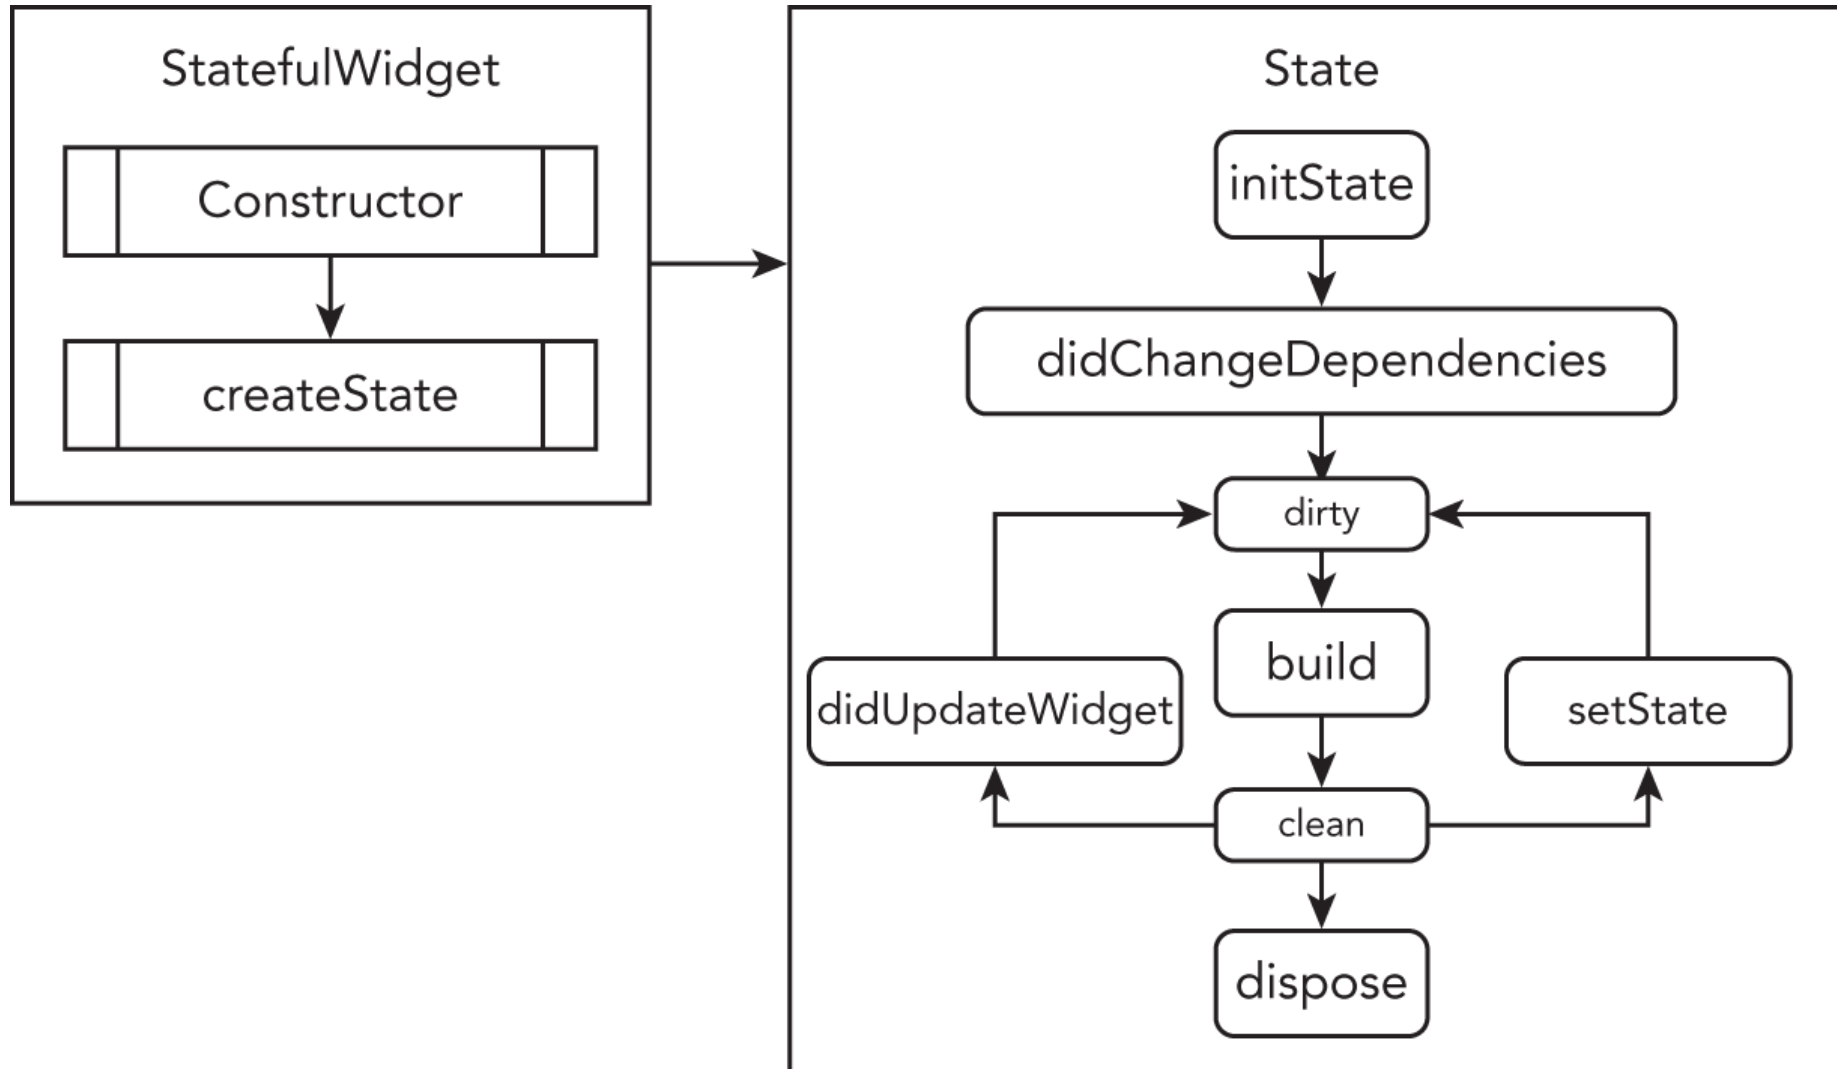 StatefulWidget
Constructor
createState
State
initState
didChangeDependencies
dirty
build
didUpdateWidget
setState
clean
dispose